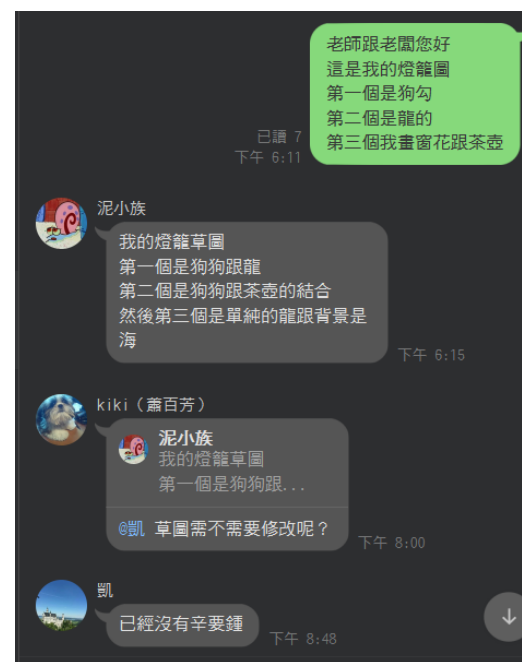 老師跟老闆您好
這是我的燈籠圖
第一個是狗勾
第二個是龍的
第三個我畫窗花跟茶壺
已讀 7
下午 6:11
泥小族
我的燈籠草圖
第一個是狗狗跟龍
第二個是狗狗跟茶壺的結合
然後第三個是單純的龍跟背景是
海
下午 6:15
kiki（蕭百芳）
泥小族
我的燈籠草圖
第一個是狗狗跟...
@凱 草圖需不需要修改呢？
下午 8:00
凱
已經沒有辛要鍾
下午 8:48